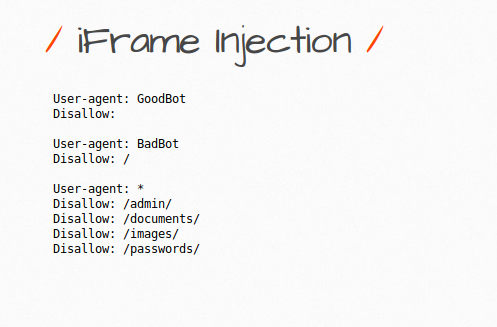 / iFrame Injection /
User-agent: GoodBot
Disallow:
User-agent: BadBot
Disallow: /
User-agent: *
Disallow: /admin/
Disallow: /documents/
Disallow: /images/
Disallow: /passwords/